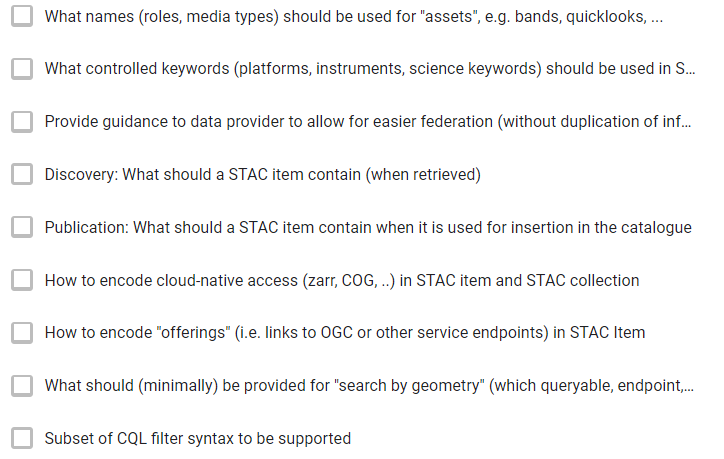 What names (roles, media types) should be used for "assets", e.g. bands, quicklooks, ...
What controlled keywords (platforms, instruments, science keywords) should be used in S...
Provide guidance to data provider to allow for easier federation (without duplication of inf...
Discovery: What should a STAC item contain (when retrieved)
Publication: What should a STAC item contain when it is used for insertion in the catalogue
How to encode cloud-native access (zarr, COG, ..) in STAC item and STAC collection
How to encode "offerings" (i.e. links to OGC or other service endpoints) in STAC Item
What should (minimally) be provided for "search by geometry" (which queryable, endpoint,...
Subset of CQL filter syntax to be supported